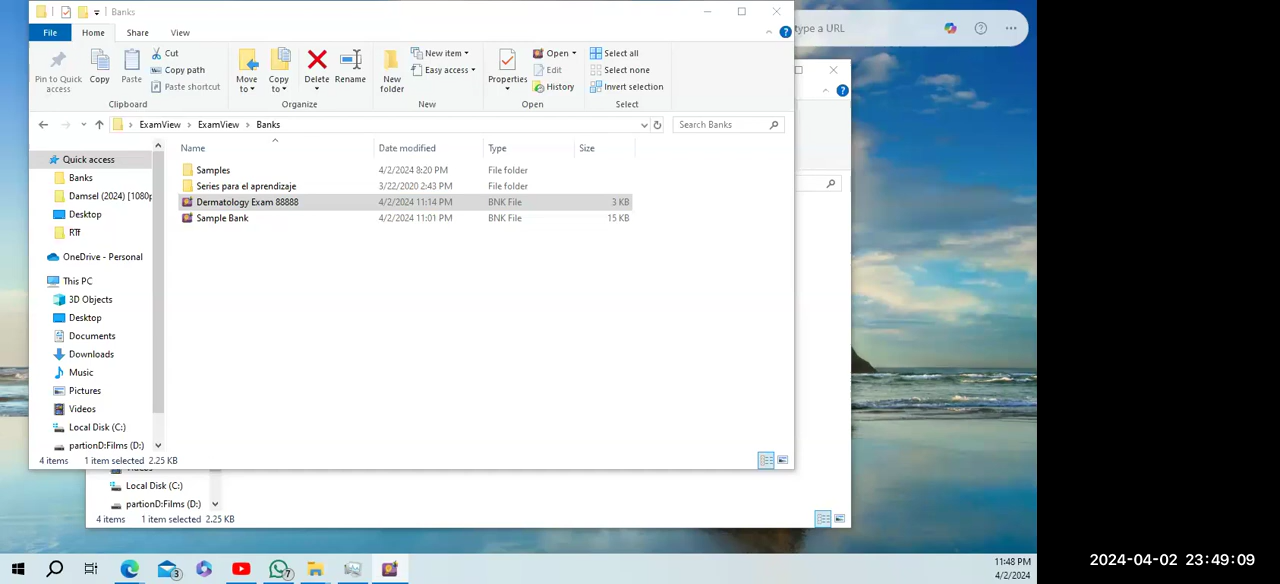 Banks
type a URL
File
Home
Share
View
Pin to Quick access
Copy
Paste
Cut
Copy path
Paste shortcut
Clipboard
Move to
Copy to
Delete
Rename
Organize
New folder
New item
Easy access
New
Properties
Open
Edit
History
Open
Select all
Select none
Invert selection
Select
ExamView › ExamView › Banks
Search Banks
Name
Date modified
Type
Size
Samples 4/2/2024 8:20 PM File folder
Series para el aprendizaje 3/22/2020 2:43 PM File folder
Dermatology Exam 88888 4/2/2024 11:14 PM BNK File 3 KB
Sample Bank 4/2/2024 11:01 PM BNK File 15 KB
Quick access
Banks
Damsel (2024) [1080p
Desktop
RTf
OneDrive - Personal
This PC
3D Objects
Desktop
Documents
Downloads
Music
Pictures
Videos
Local Disk (C:)
partionD:Films (D:)
4 items 1 item selected 2.25 KB
Local Disk (C:)
partionD:Films (D:)
4 items 1 item selected 2.25 KB
3
7
11:48 PM
4/2/2024
2024-04-02 23:49:09